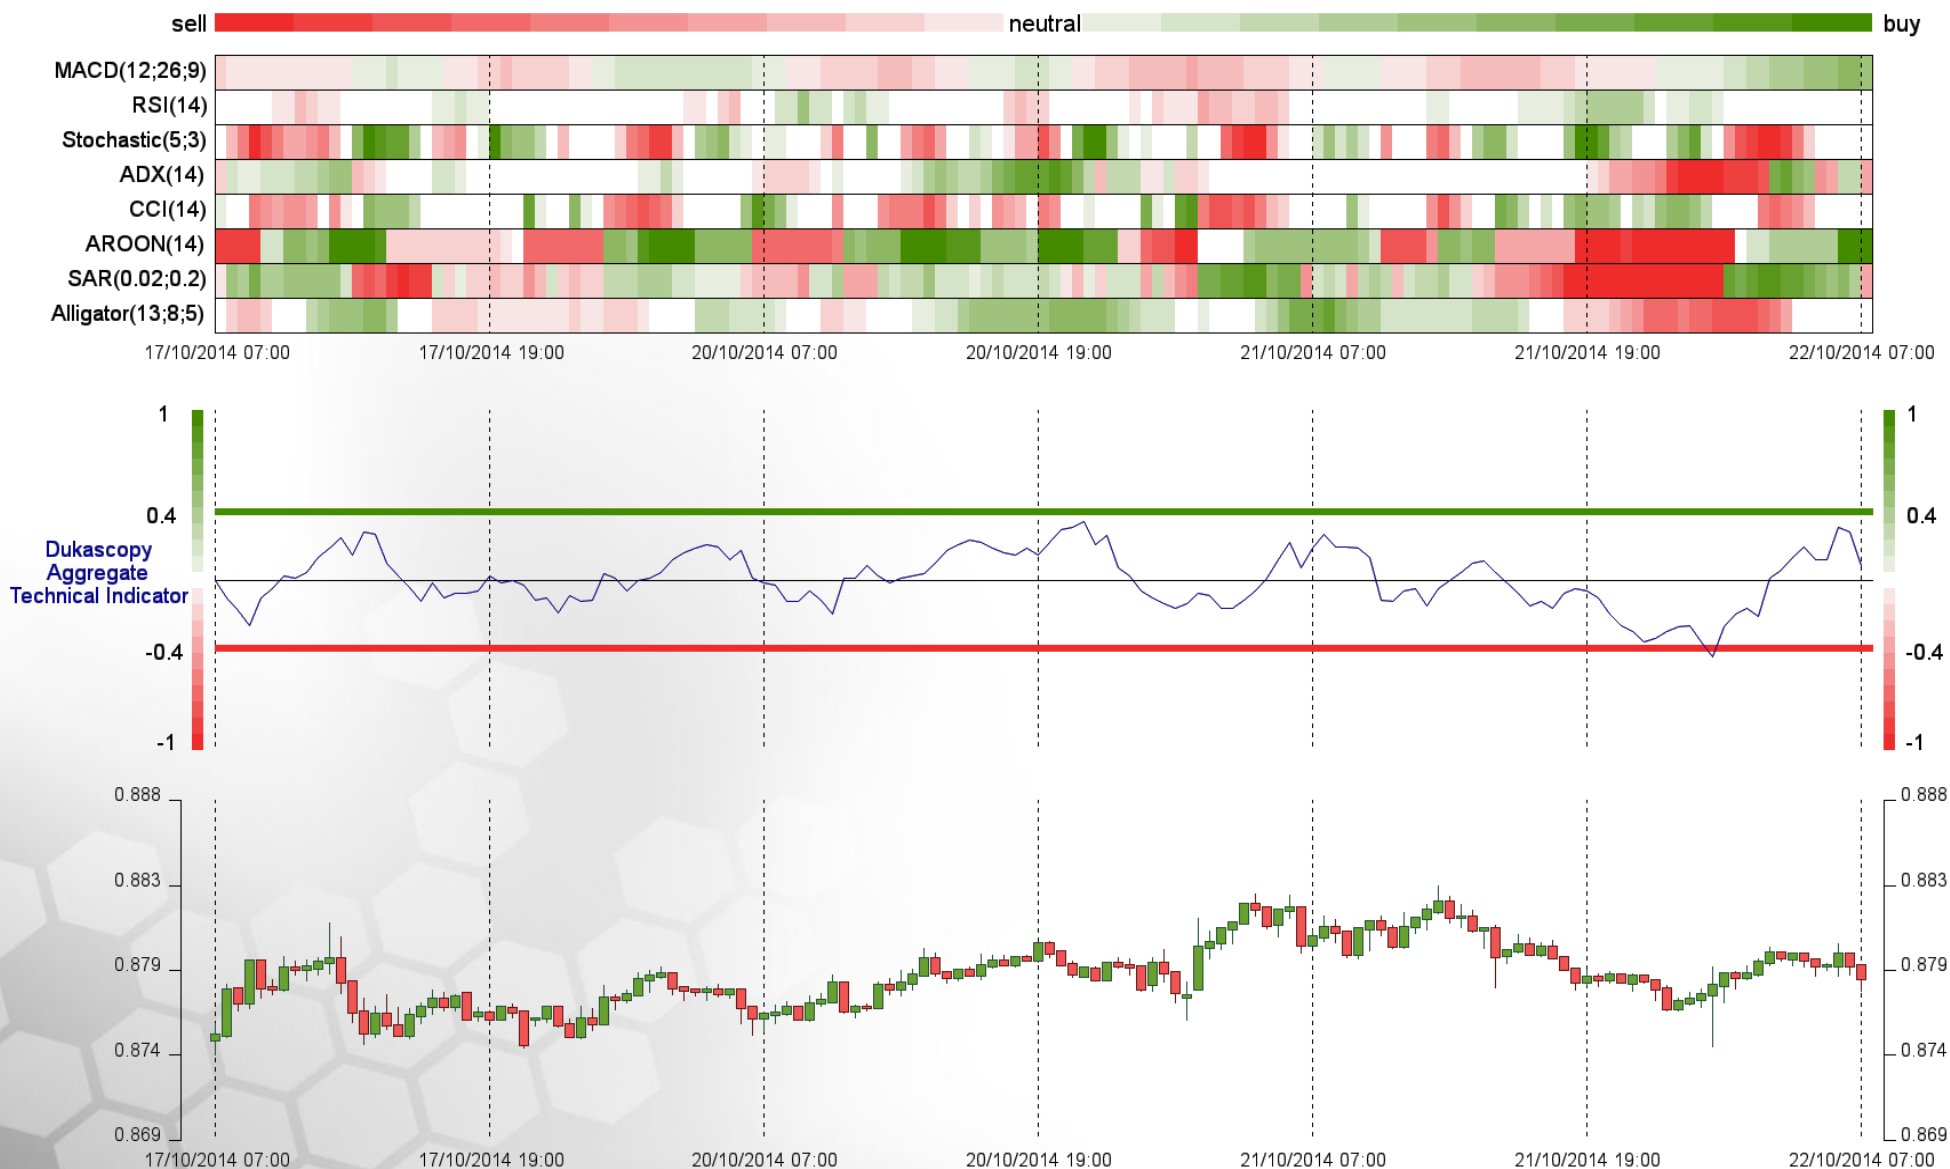 sell neutral buy
MACD(12;26;9)
RSI(14)
Stochastic(5;3)
ADX(14)
CCI(14)
AROON(14)
SAR(0.02;0.2)
Alligator(13;8;5)
17/10/2014 07:00 17/10/2014 19:00 20/10/2014 07:00 20/10/2014 19:00 21/10/2014 07:00 21/10/2014 19:00 22/10/2014 07:00
1 1
0.4 0.4
Dukascopy
Aggregate
Technical Indicator
-0.4 -0.4
-1 -1
0.888 0.888
0.883 0.883
0.879 0.879
0.874 0.874
0.869 0.869
17/10/2014 07:00 17/10/2014 19:00 20/10/2014 07:00 20/10/2014 19:00 21/10/2014 07:00 21/10/2014 19:00 22/10/2014 07:00